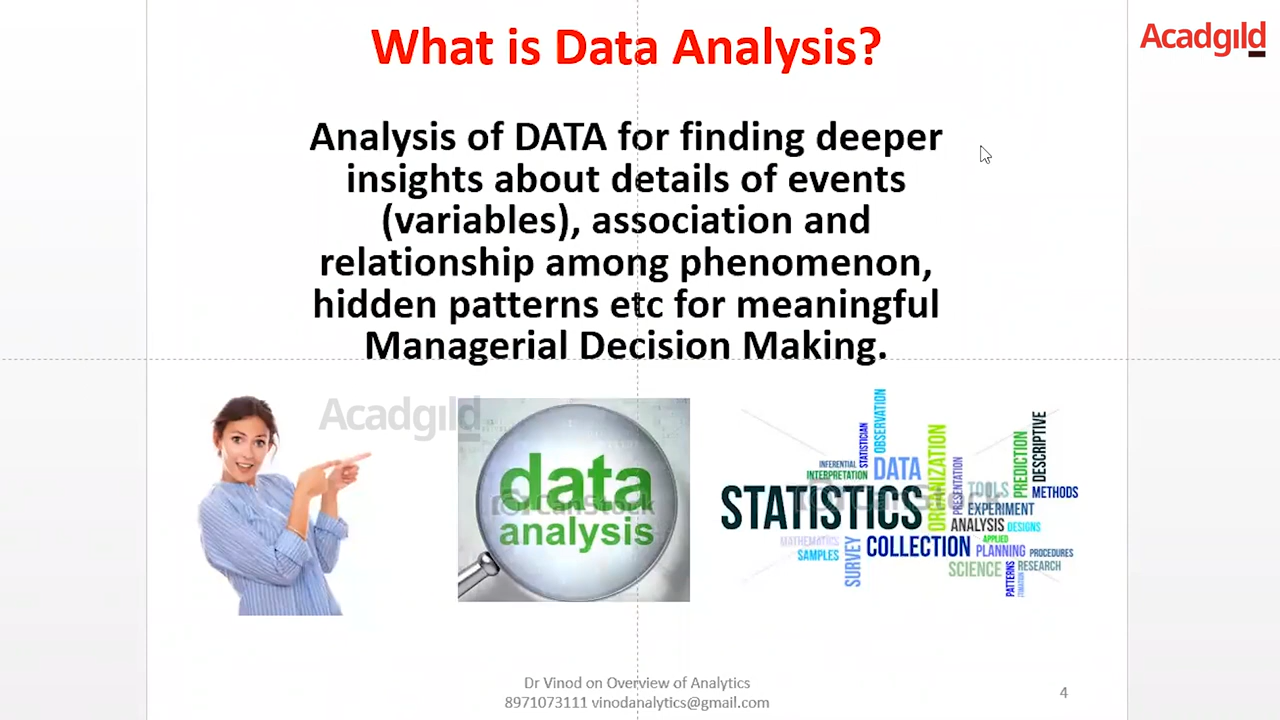 What is Data Analysis?
Acadgild
Analysis of DATA for finding deeper
insights about details of events
(variables), association and
relationship among phenomenon,
hidden patterns etc for meaningful
Managerial Decision Making.
Acadgild
data
analysis
CanStock
OBSERVATION
STATISTICIAN
INFERENTIAL
INTERPRETATION
DATA
ORGANIZATION
PRESENTATION
TOOLS
PREDICTION
DESCRIPTIVE
METHODS
STATISTICS
EXPERIMENT
ANALYSIS
DESIGNS
MATHEMATICS
SAMPLES
SURVEY
COLLECTION
APPLIED
PLANNING
PROCEDURES
SCIENCE
PATTERNS
RESEARCH
Dr Vinod on Overview of Analytics
8971073111 vinodanalytics@gmail.com
4